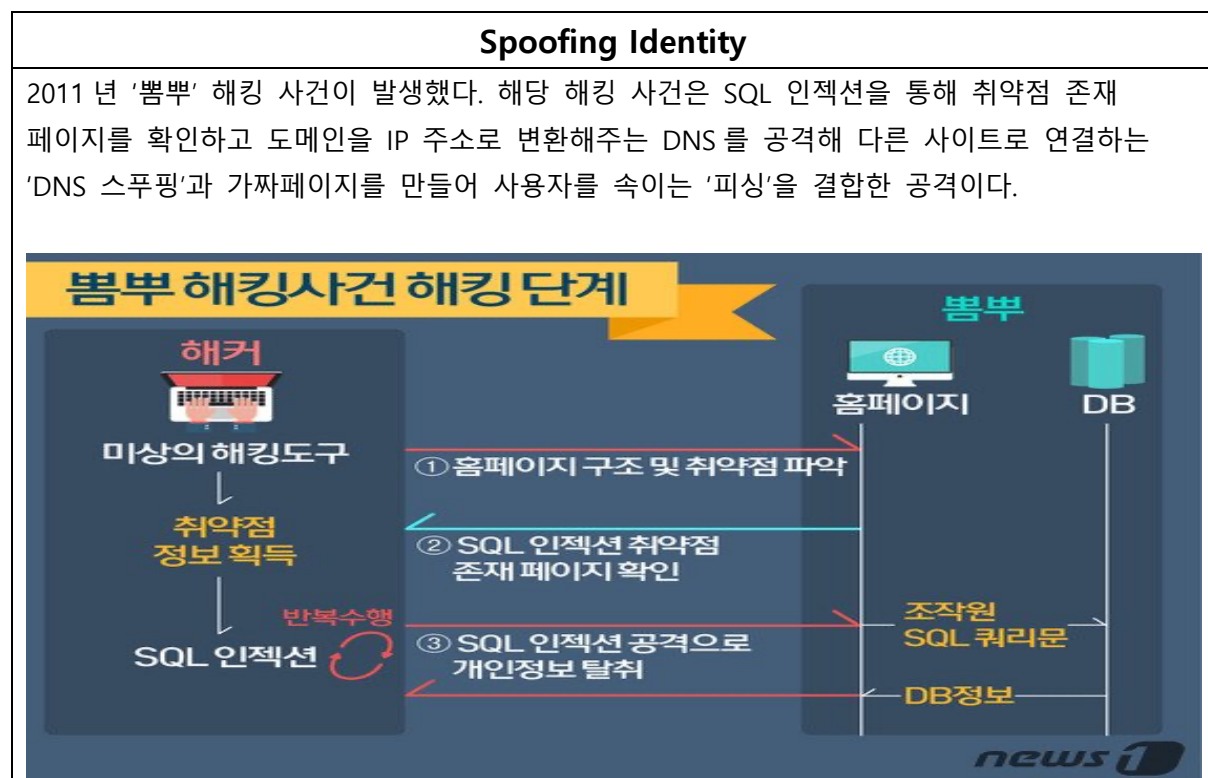 Spoofing Identity
2011 년 '뽐뿌' 해킹 사건이 발생했다. 해당 해킹 사건은 SQL 인젝션을 통해 취약점 존재
페이지를 확인하고 도메인을 IP 주소로 변환해주는 DNS 를 공격해 다른 사이트로 연결하는
'DNS 스푸핑'과 가짜페이지를 만들어 사용자를 속이는 '피싱'을 결합한 공격이다.
뽐뿌 해킹사건 해킹 단계
해커
미상의 해킹도구
취약점
정보 획득
반복수행
SQL 인젝션
① 홈페이지 구조 및 취약점 파악
② SQL 인젝션 취약점
존재 페이지 확인
③ SQL 인젝션 공격으로
개인정보 탈취
뽐뿌
홈페이지
DB
조작원
SQL 쿼리문
DB정보
news1